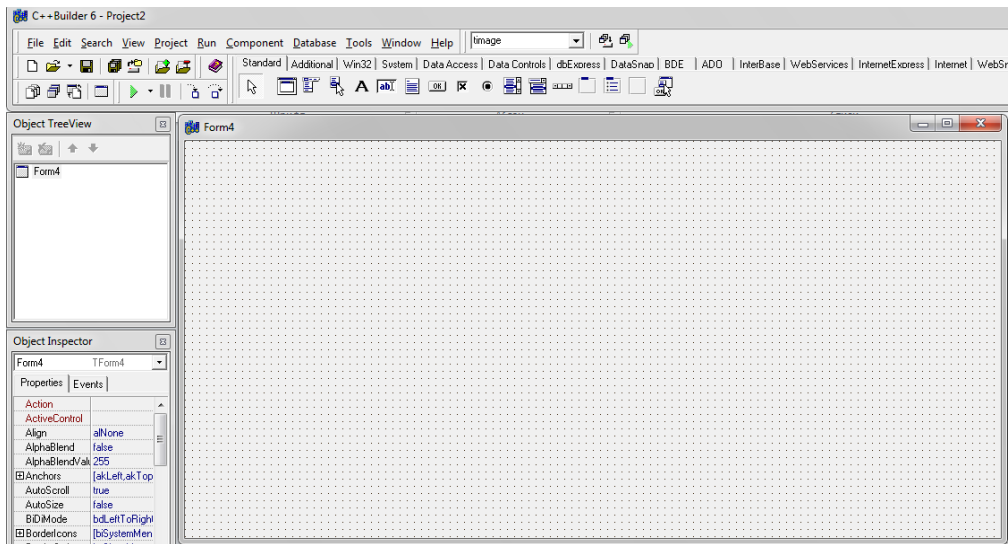 C++Builder 6 - Project2
File Edit Search View Project Run Component Database Tools Window Help timage
Standard Additional Win32 System Data Access Data Controls dbExpress DataSnap BDE ADO InterBase WebServices InternetExpress Internet WebSn
Object TreeView
Form4
Form4
Object Inspector
Form4 TForm4
Properties Events
Action
ActiveControl
Align alNone
AlphaBlend false
AlphaBlendValu 255
Anchors [akLeft,akTop
AutoScroll true
AutoSize false
BiDiMode bdLeftToRight
BorderIcons [biSystemMen